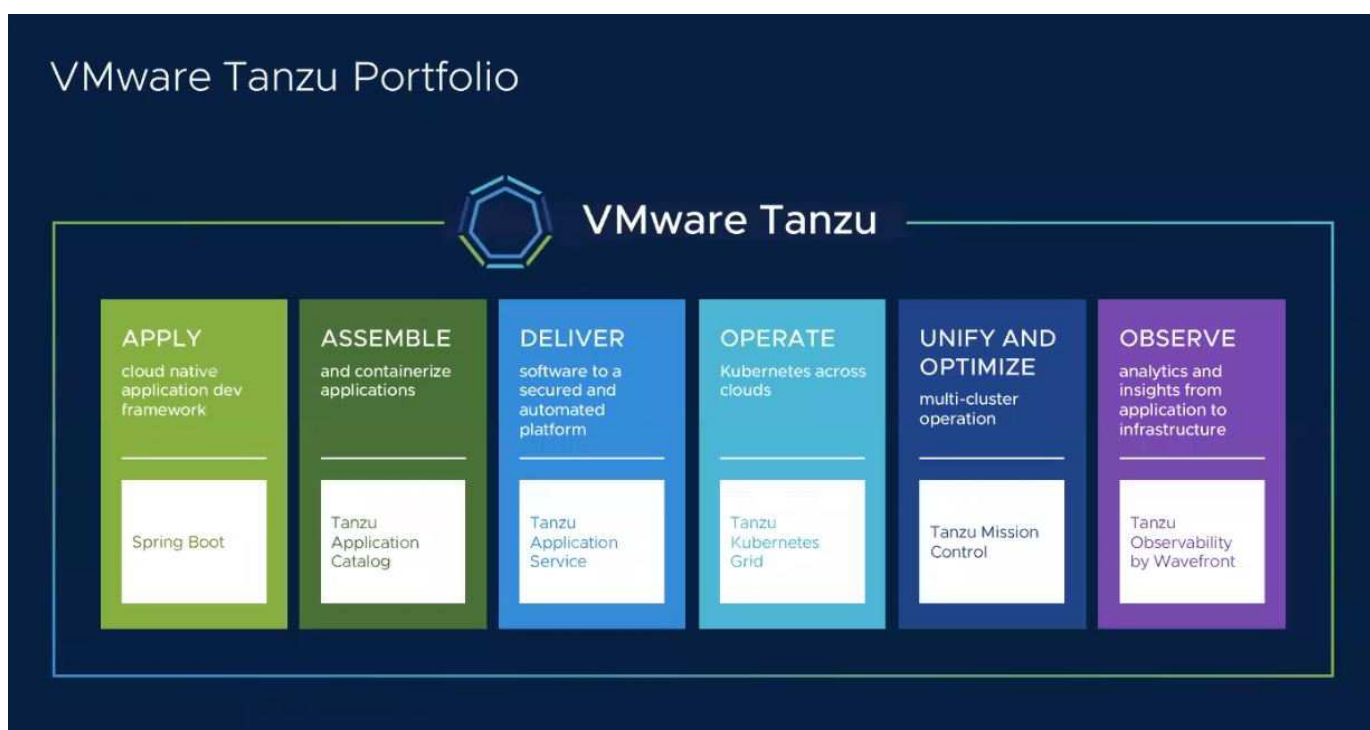 VMware Tanzu Portfolio
VMware Tanzu
APPLY
cloud native
application dev
framework
Spring Boot
ASSEMBLE
and containerize
applications
Tanzu
Application
Catalog
DELIVER
software to a
secured and
automated
platform
Tanzu
Application
Service
OPERATE
Kubernetes across
clouds
Tanzu
Kubernetes
Grid
UNIFY AND
OPTIMIZE
multi-cluster
operation
Tanzu Mission
Control
OBSERVE
analytics and
insights from
application to
infrastructure
Tanzu
Observability
by Wavefront